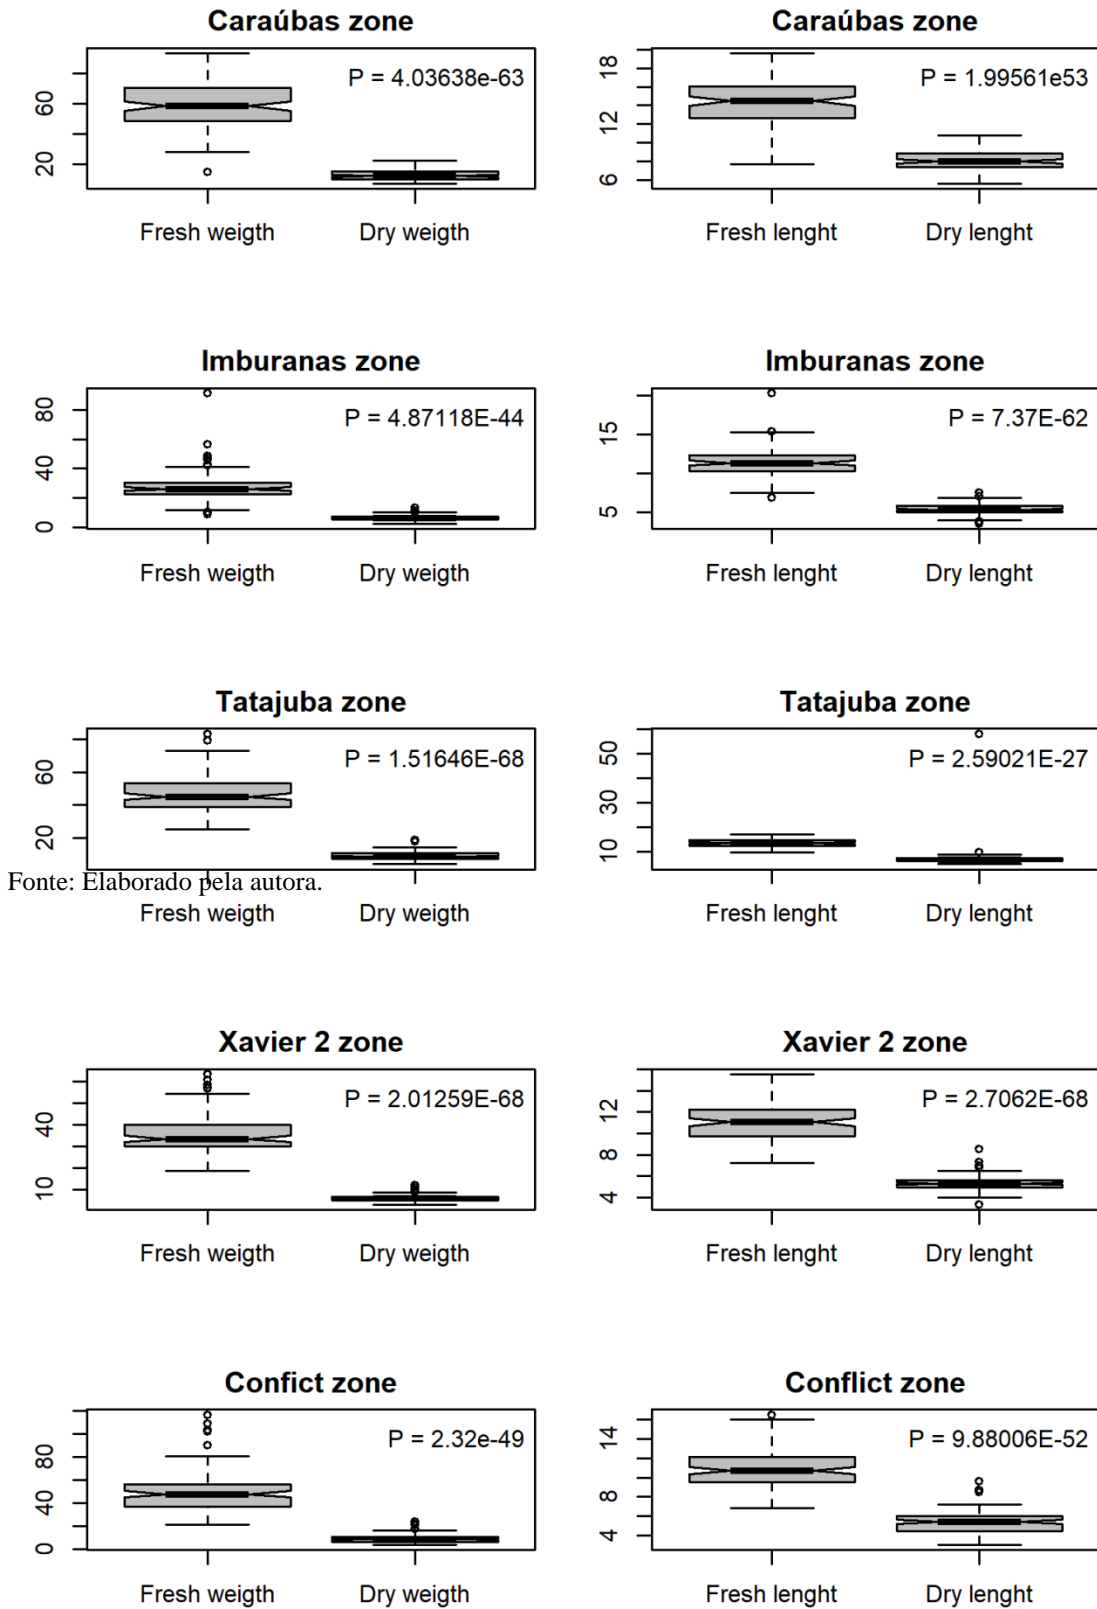 Caraúbas zone
P = 4.03638e-63
60
20
Fresh weigth Dry weigth
Caraúbas zone
P = 1.99561e53
18
12
6
Fresh lenght Dry lenght
Imburanas zone
P = 4.87118E-44
80
40
0
Fresh weigth Dry weigth
Imburanas zone
P = 7.37E-62
15
5
Fresh lenght Dry lenght
Tatajuba zone
P = 1.51646E-68
60
20
Fonte: Elaborado pela autora.
Fresh weigth Dry weigth
Tatajuba zone
P = 2.59021E-27
50
30
10
Fresh lenght Dry lenght
Xavier 2 zone
P = 2.01259E-68
40
10
Fresh weigth Dry weigth
Xavier 2 zone
P = 2.7062E-68
12
8
4
Fresh lenght Dry lenght
Confict zone
P = 2.32e-49
80
40
0
Fresh weigth Dry weigth
Conflict zone
P = 9.88006E-52
14
8
4
Fresh lenght Dry lenght